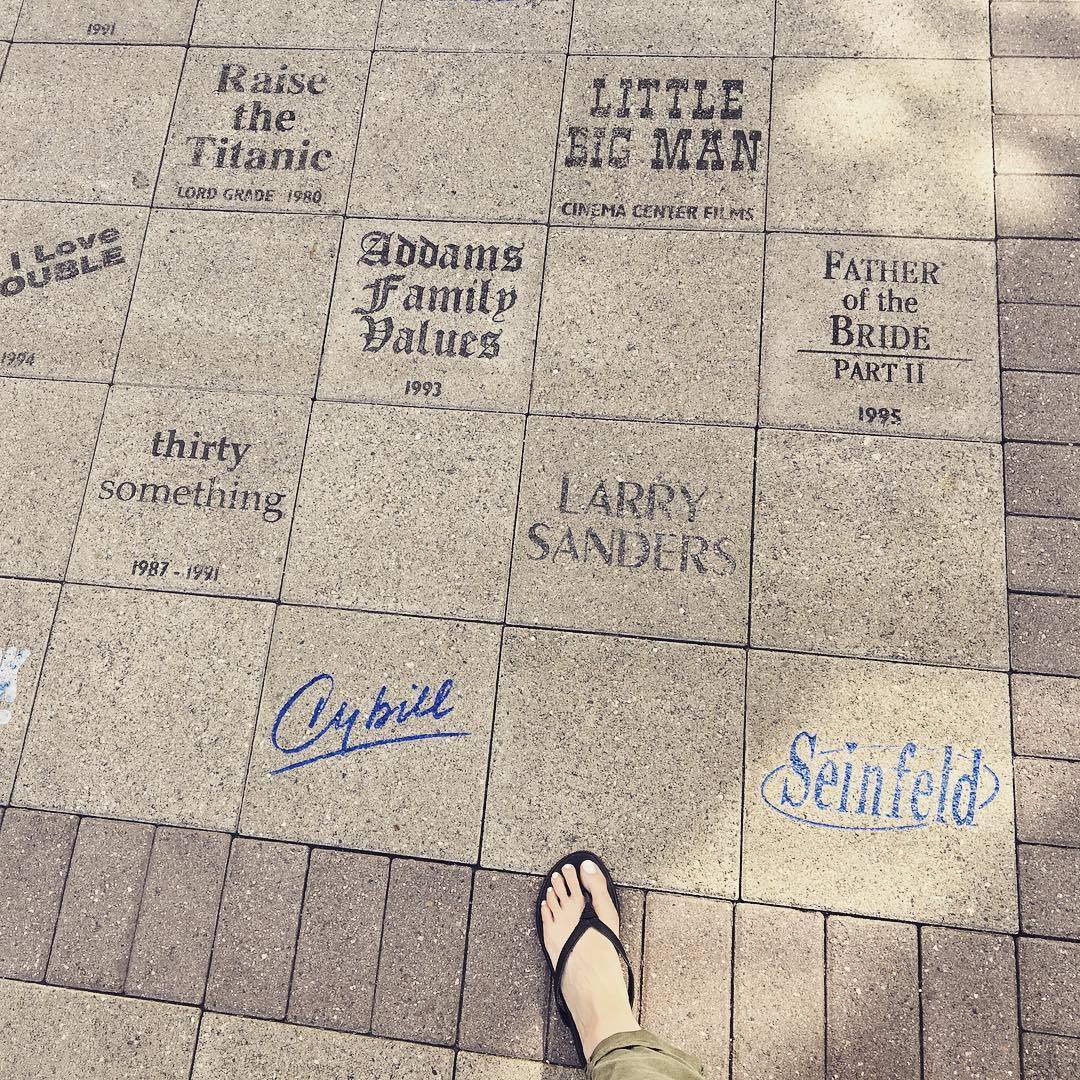 1991
Raise
the
Titanic
LORD GRADE 1980
LITTLE
BIG MAN
CINEMA CENTER FILMS
I Love
OUBLE
1994
Addams
Family
Values
1993
FATHER
of the
BRIDE
PART II
1995
thirty
something
1987 - 1991
LARRY
SANDERS
Cybill
Seinfeld